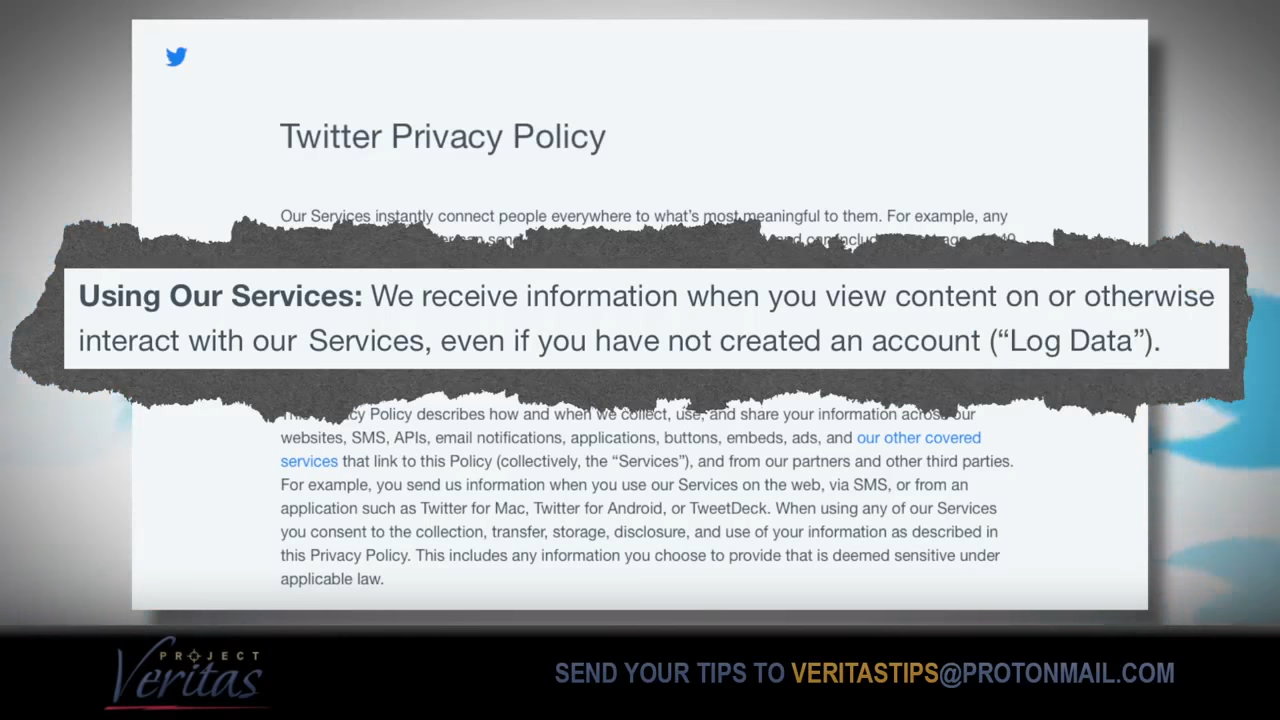 Twitter Privacy Policy
Our Services instantly connect people everywhere to what's most meaningful to them. For example, any
Using Our Services: We receive information when you view content on or otherwise
interact with our Services, even if you have not created an account (“Log Data”).
Privacy Policy describes how and when we collect, use, and share your information across our
websites, SMS, APIs, email notifications, applications, buttons, embeds, ads, and our other covered
services that link to this Policy (collectively, the “Services”), and from our partners and other third parties.
For example, you send us information when you use our Services on the web, via SMS, or from an
application such as Twitter for Mac, Twitter for Android, or TweetDeck. When using any of our Services
you consent to the collection, transfer, storage, disclosure, and use of your information as described in
this Privacy Policy. This includes any information you choose to provide that is deemed sensitive under
applicable law.
PROJECT
Veritas
SEND YOUR TIPS TO VERITASTIPS@PROTONMAIL.COM